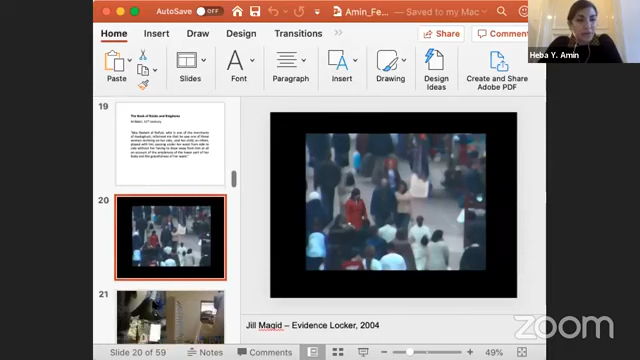 AutoSave OFF
Amin_Fe... — Saved to my Mac
Home Insert Draw Design Transitions
Share
Comments
Paste
Slides
Font
Paragraph
Insert
Drawing
Design
Ideas
Create and Share
Adobe PDF
Heba Y. Amin
19
The Book of Roads and Kingdoms
20
21
Jill Magid – Evidence Locker, 2004
Slide 20 of 59
Notes
Comments
49%
zoom